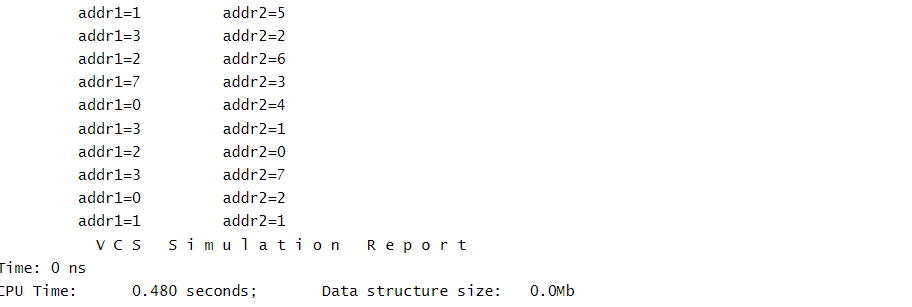 addr1=1 addr2=5
addr1=3 addr2=2
addr1=2 addr2=6
addr1=7 addr2=3
addr1=0 addr2=4
addr1=3 addr2=1
addr1=2 addr2=0
addr1=3 addr2=7
addr1=0 addr2=2
addr1=1 addr2=1
V C S   S i m u l a t i o n   R e p o r t
Time: 0 ns
CPU Time: 0.480 seconds; Data structure size: 0.0Mb